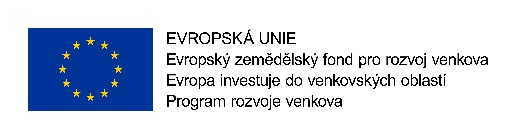 EVROPSKÁ UNIE
Evropský zemědělský fond pro rozvoj venkova
Evropa investuje do venkovských oblastí
Program rozvoje venkova